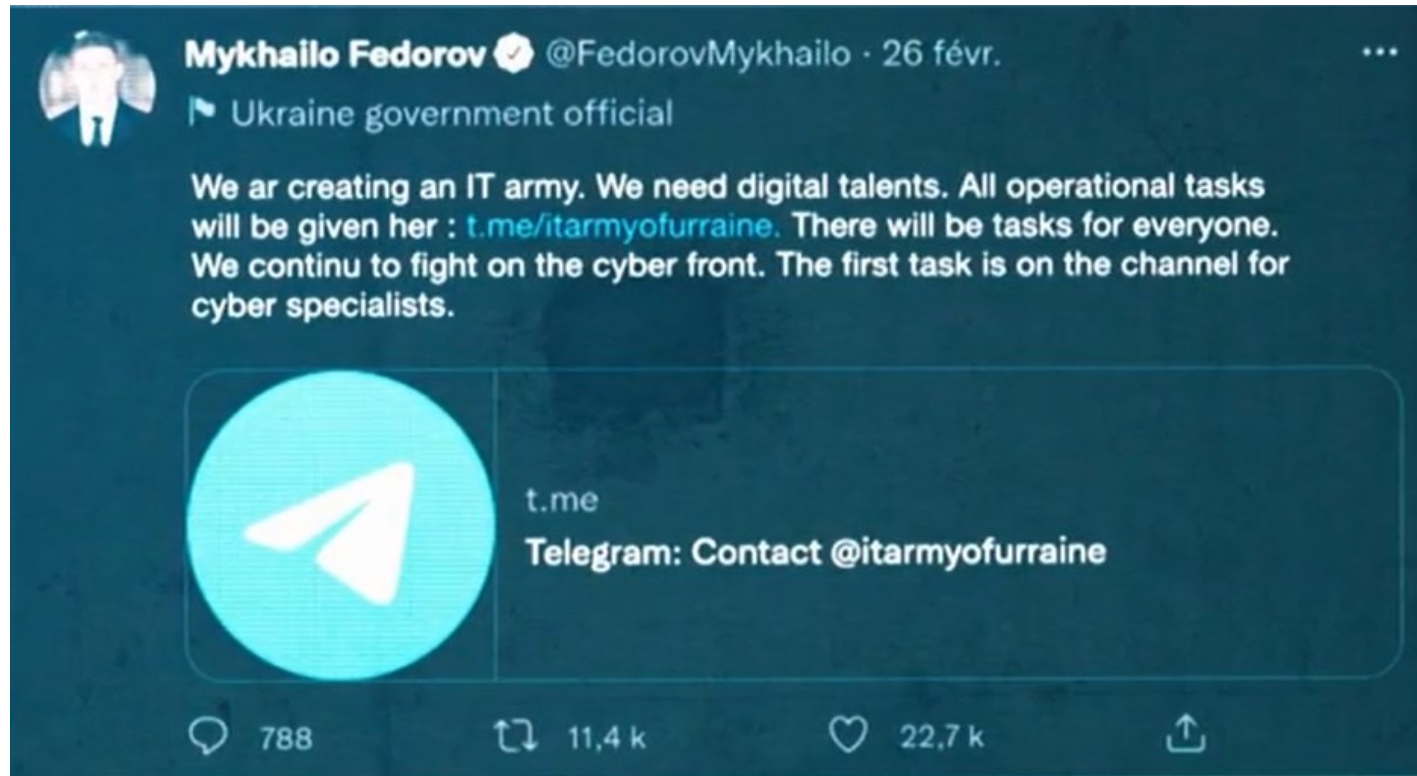 Mykhailo Fedorov @FedorovMykhailo · 26 févr.
Ukraine government official
We ar creating an IT army. We need digital talents. All operational tasks
will be given her : t.me/itarmyofurraine. There will be tasks for everyone.
We continu to fight on the cyber front. The first task is on the channel for
cyber specialists.
t.me
Telegram: Contact @itarmyofurraine
788 11,4 k 22,7 k